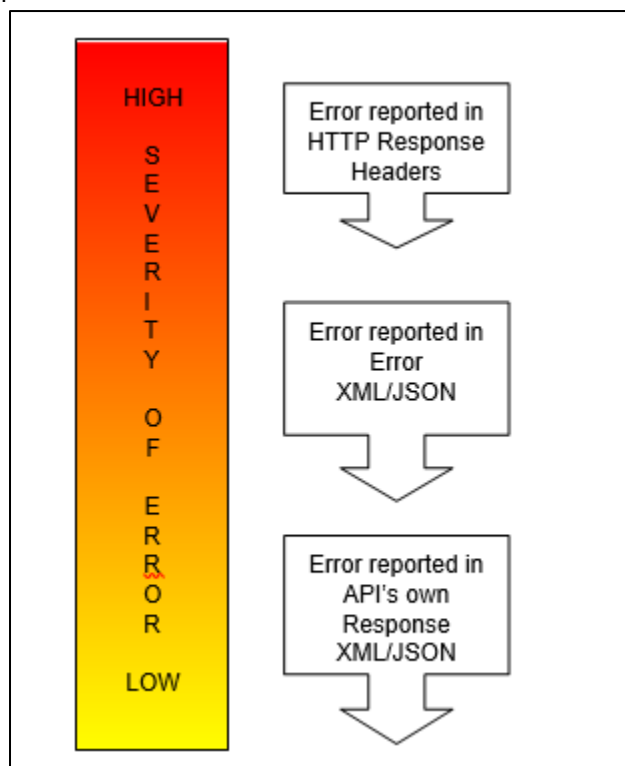 HIGH
S
E
V
E
R
I
T
Y
O
F
E
R
R
O
R
LOW
Error reported in
HTTP Response
Headers
Error reported in
Error
XML/JSON
Error reported in
API's own
Response
XML/JSON